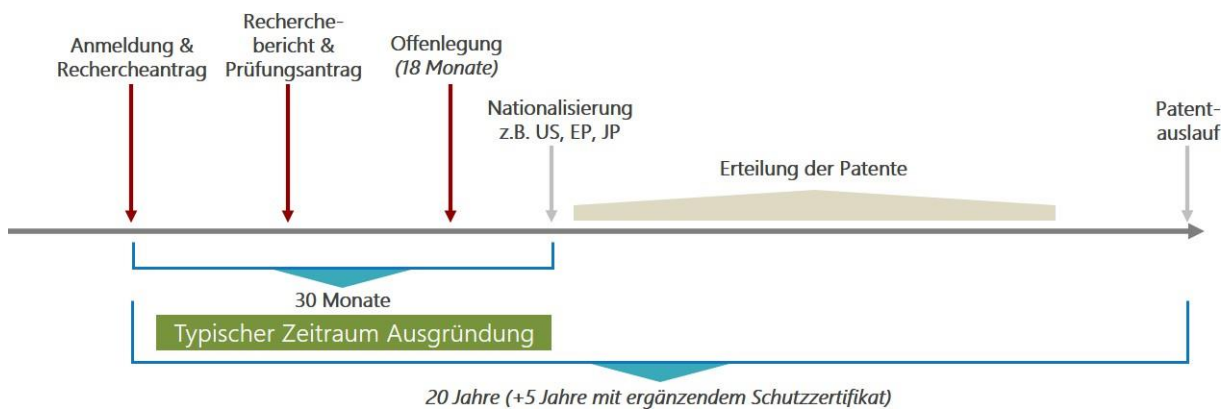 Anmeldung &
Rechercheantrag
Recherche-
bericht &
Prüfungsantrag
Offenlegung
(18 Monate)
Nationalisierung
z.B. US, EP, JP
Erteilung der Patente
Patent-
auslauf
30 Monate
Typischer Zeitraum Ausgründung
20 Jahre (+5 Jahre mit ergänzendem Schutzzertifikat)